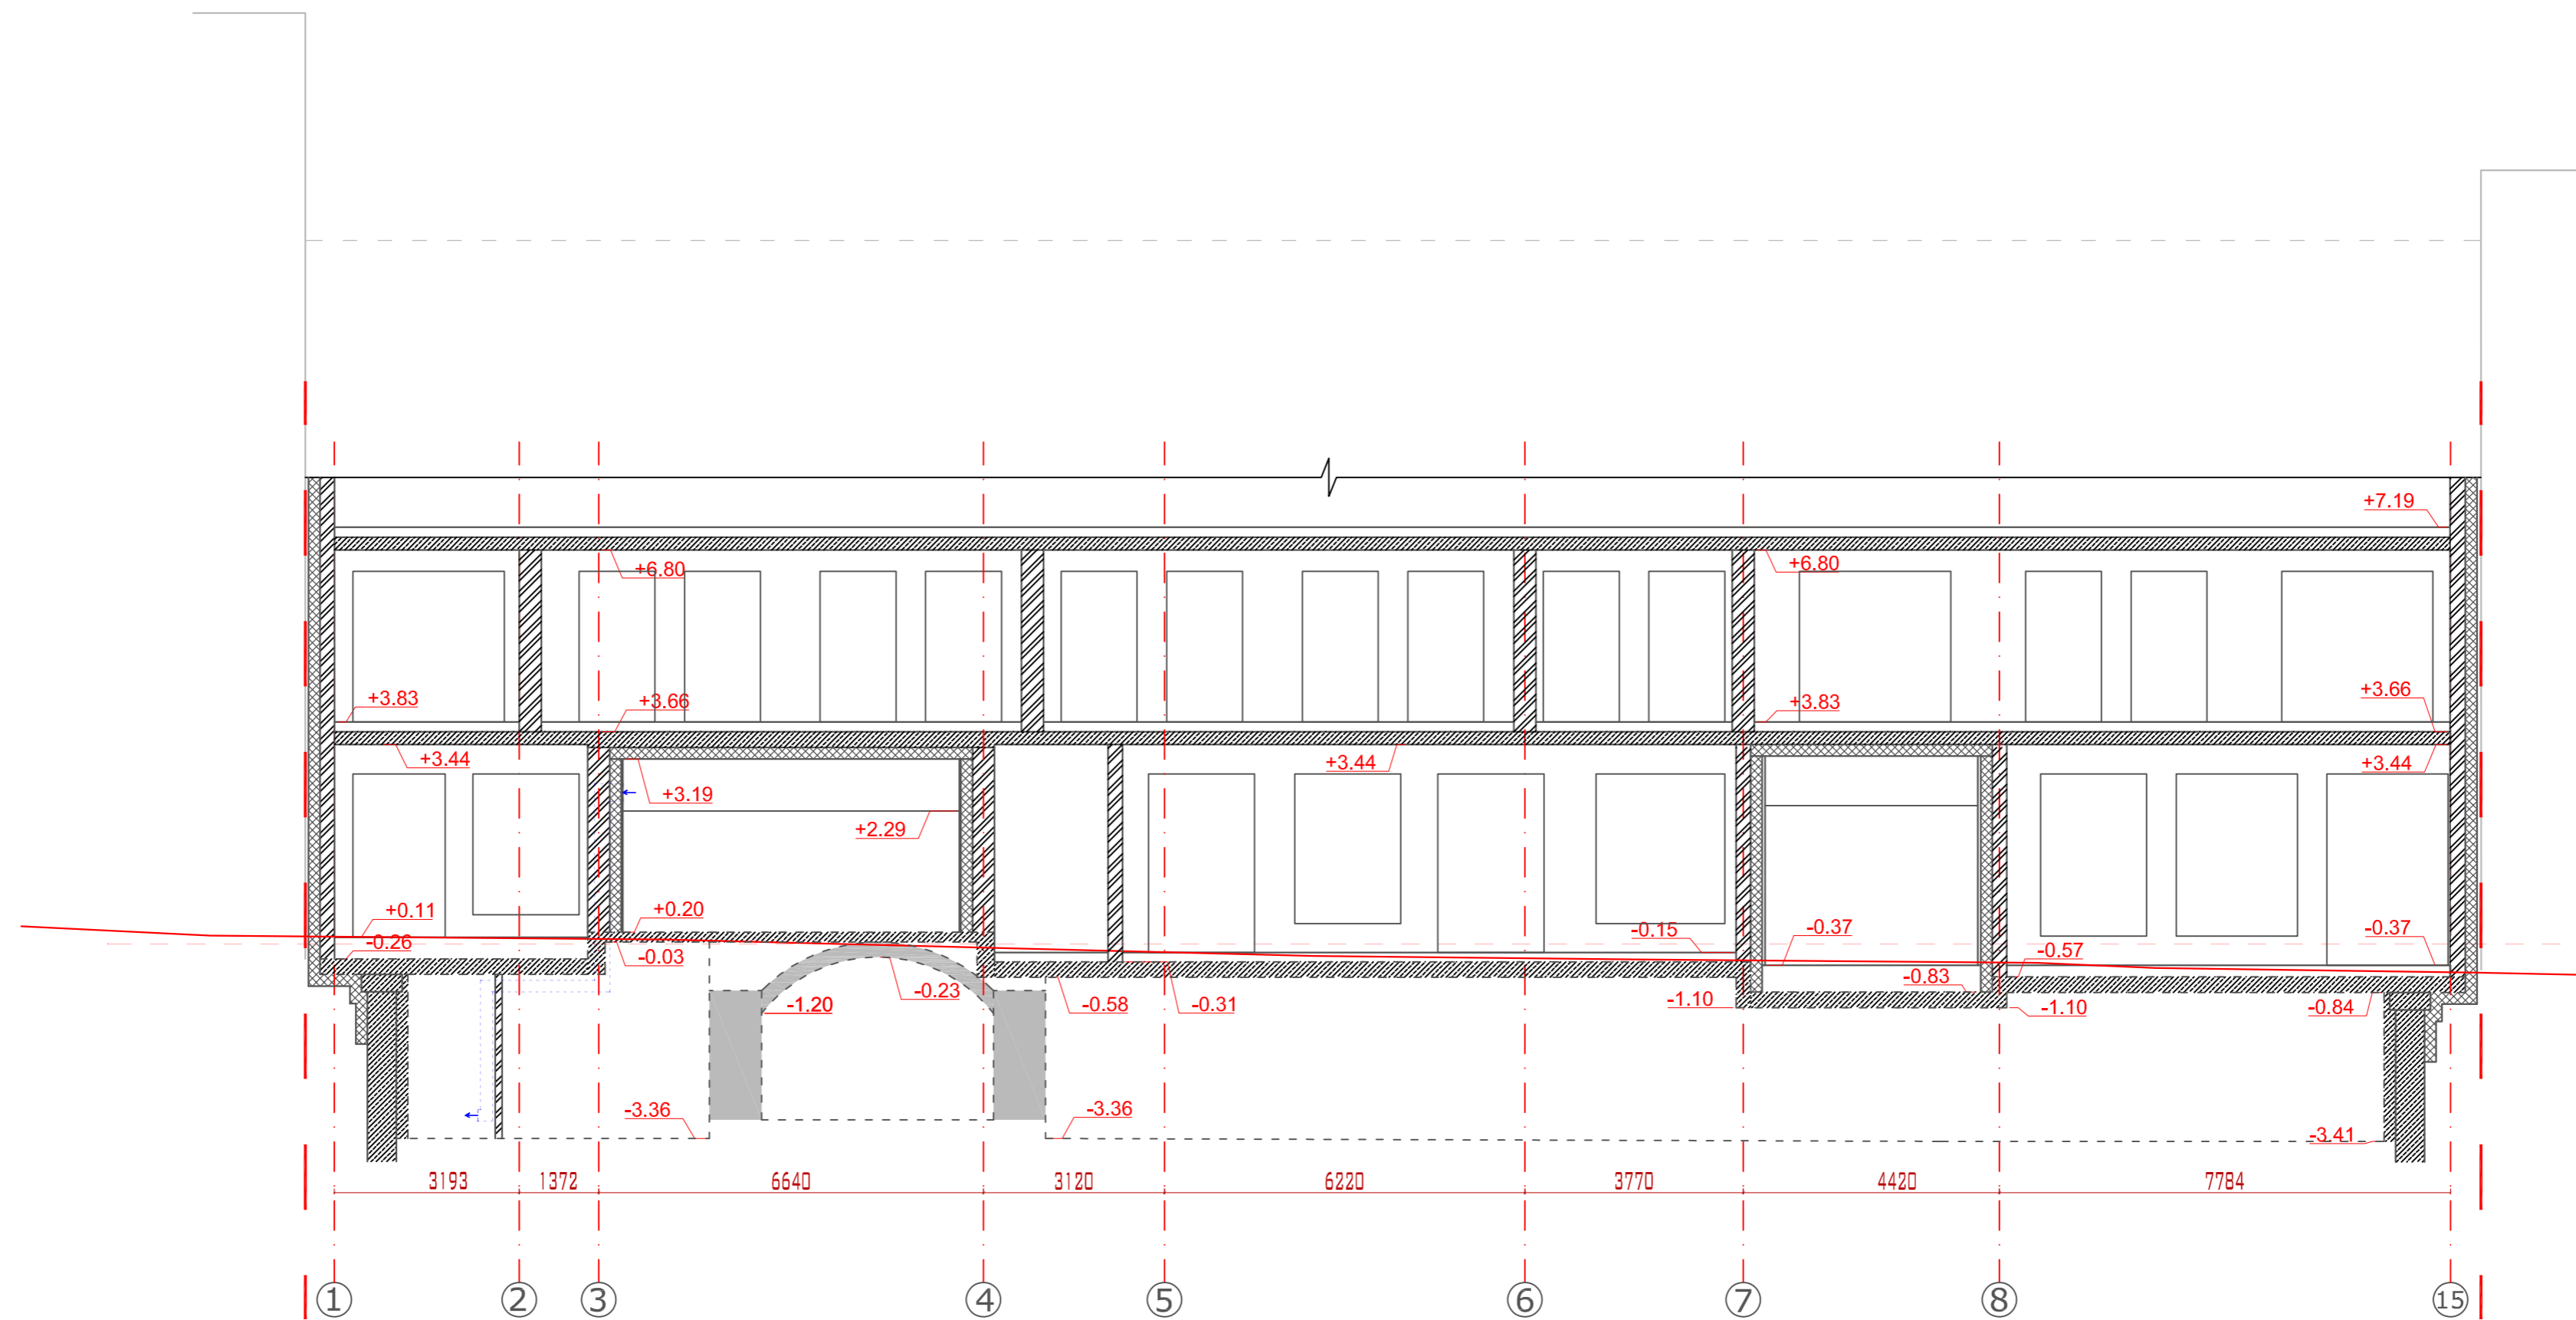 +7.19
+6.80 +6.80
+3.83 +3.66 +3.83 +3.66
+3.44 +3.44 +3.44
+3.19
+2.29
+0.11 +0.20 -0.15 -0.37 -0.37
-0.26 -0.03 -0.57
-0.23 -0.83
-1.20 -0.58 -0.31 -1.10 -1.10 -0.84
-3.36 -3.36
-3.41
3193 1372 6640 3120 6220 3770 4420 7784
1 2 3 4 5 6 7 8 15